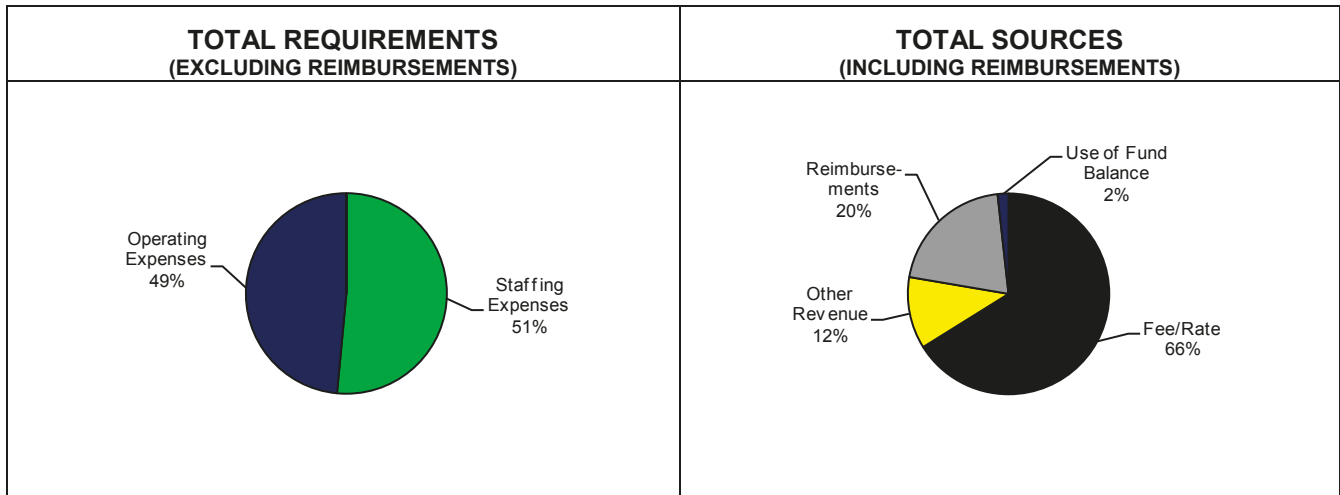 TOTAL REQUIREMENTS
(EXCLUDING REIMBURSEMENTS)
Operating
Expenses
49%
Staffing
Expenses
51%
TOTAL SOURCES
(INCLUDING REIMBURSEMENTS)
Reimburse-
ments
20%
Use of Fund
Balance
2%
Other
Revenue
12%
Fee/Rate
66%